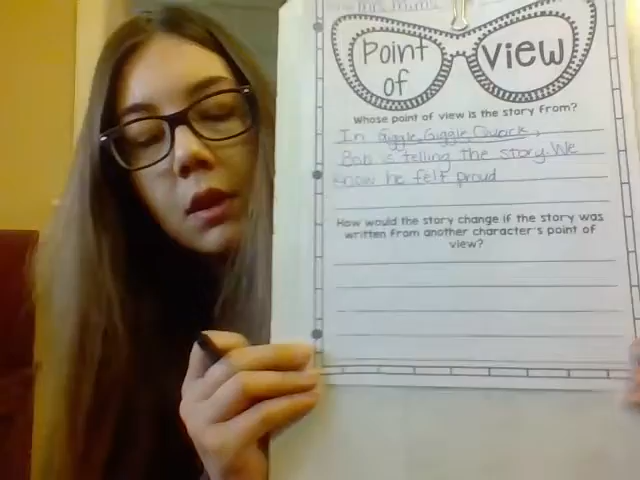 Mrs. Mims
Point of view
Whose point of view is the story from?
In Giggle, Giggle, Quack,
Bob is telling the story. We
know he felt proud
How would the story change if the story was
written from another character's point of
view?